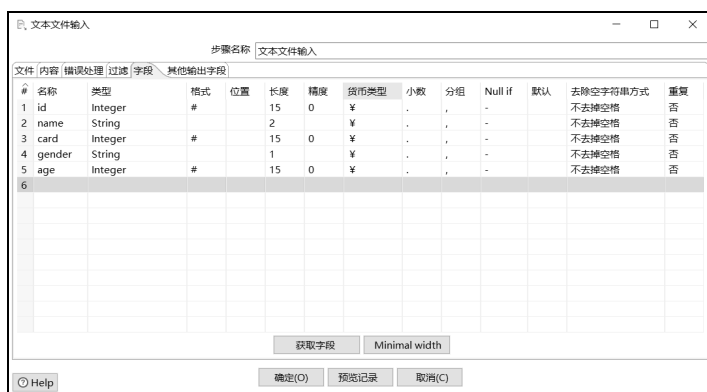 文本文件输入
步骤名称 文本文件输入
文件 内容 错误处理 过滤 字段 其他输出字段
# 名称 类型 格式 位置 长度 精度 货币类型 小数 分组 Null if 默认 去除空字符串方式 重复
1 id Integer # 15 0 ¥ . , - 不去掉空格 否
2 name String 2 ¥ . , - 不去掉空格 否
3 card Integer # 15 0 ¥ . , - 不去掉空格 否
4 gender String 1 ¥ . , - 不去掉空格 否
5 age Integer # 15 0 ¥ . , - 不去掉空格 否
6
获取字段 Minimal width
确定(O) 预览记录 取消(C)
Help